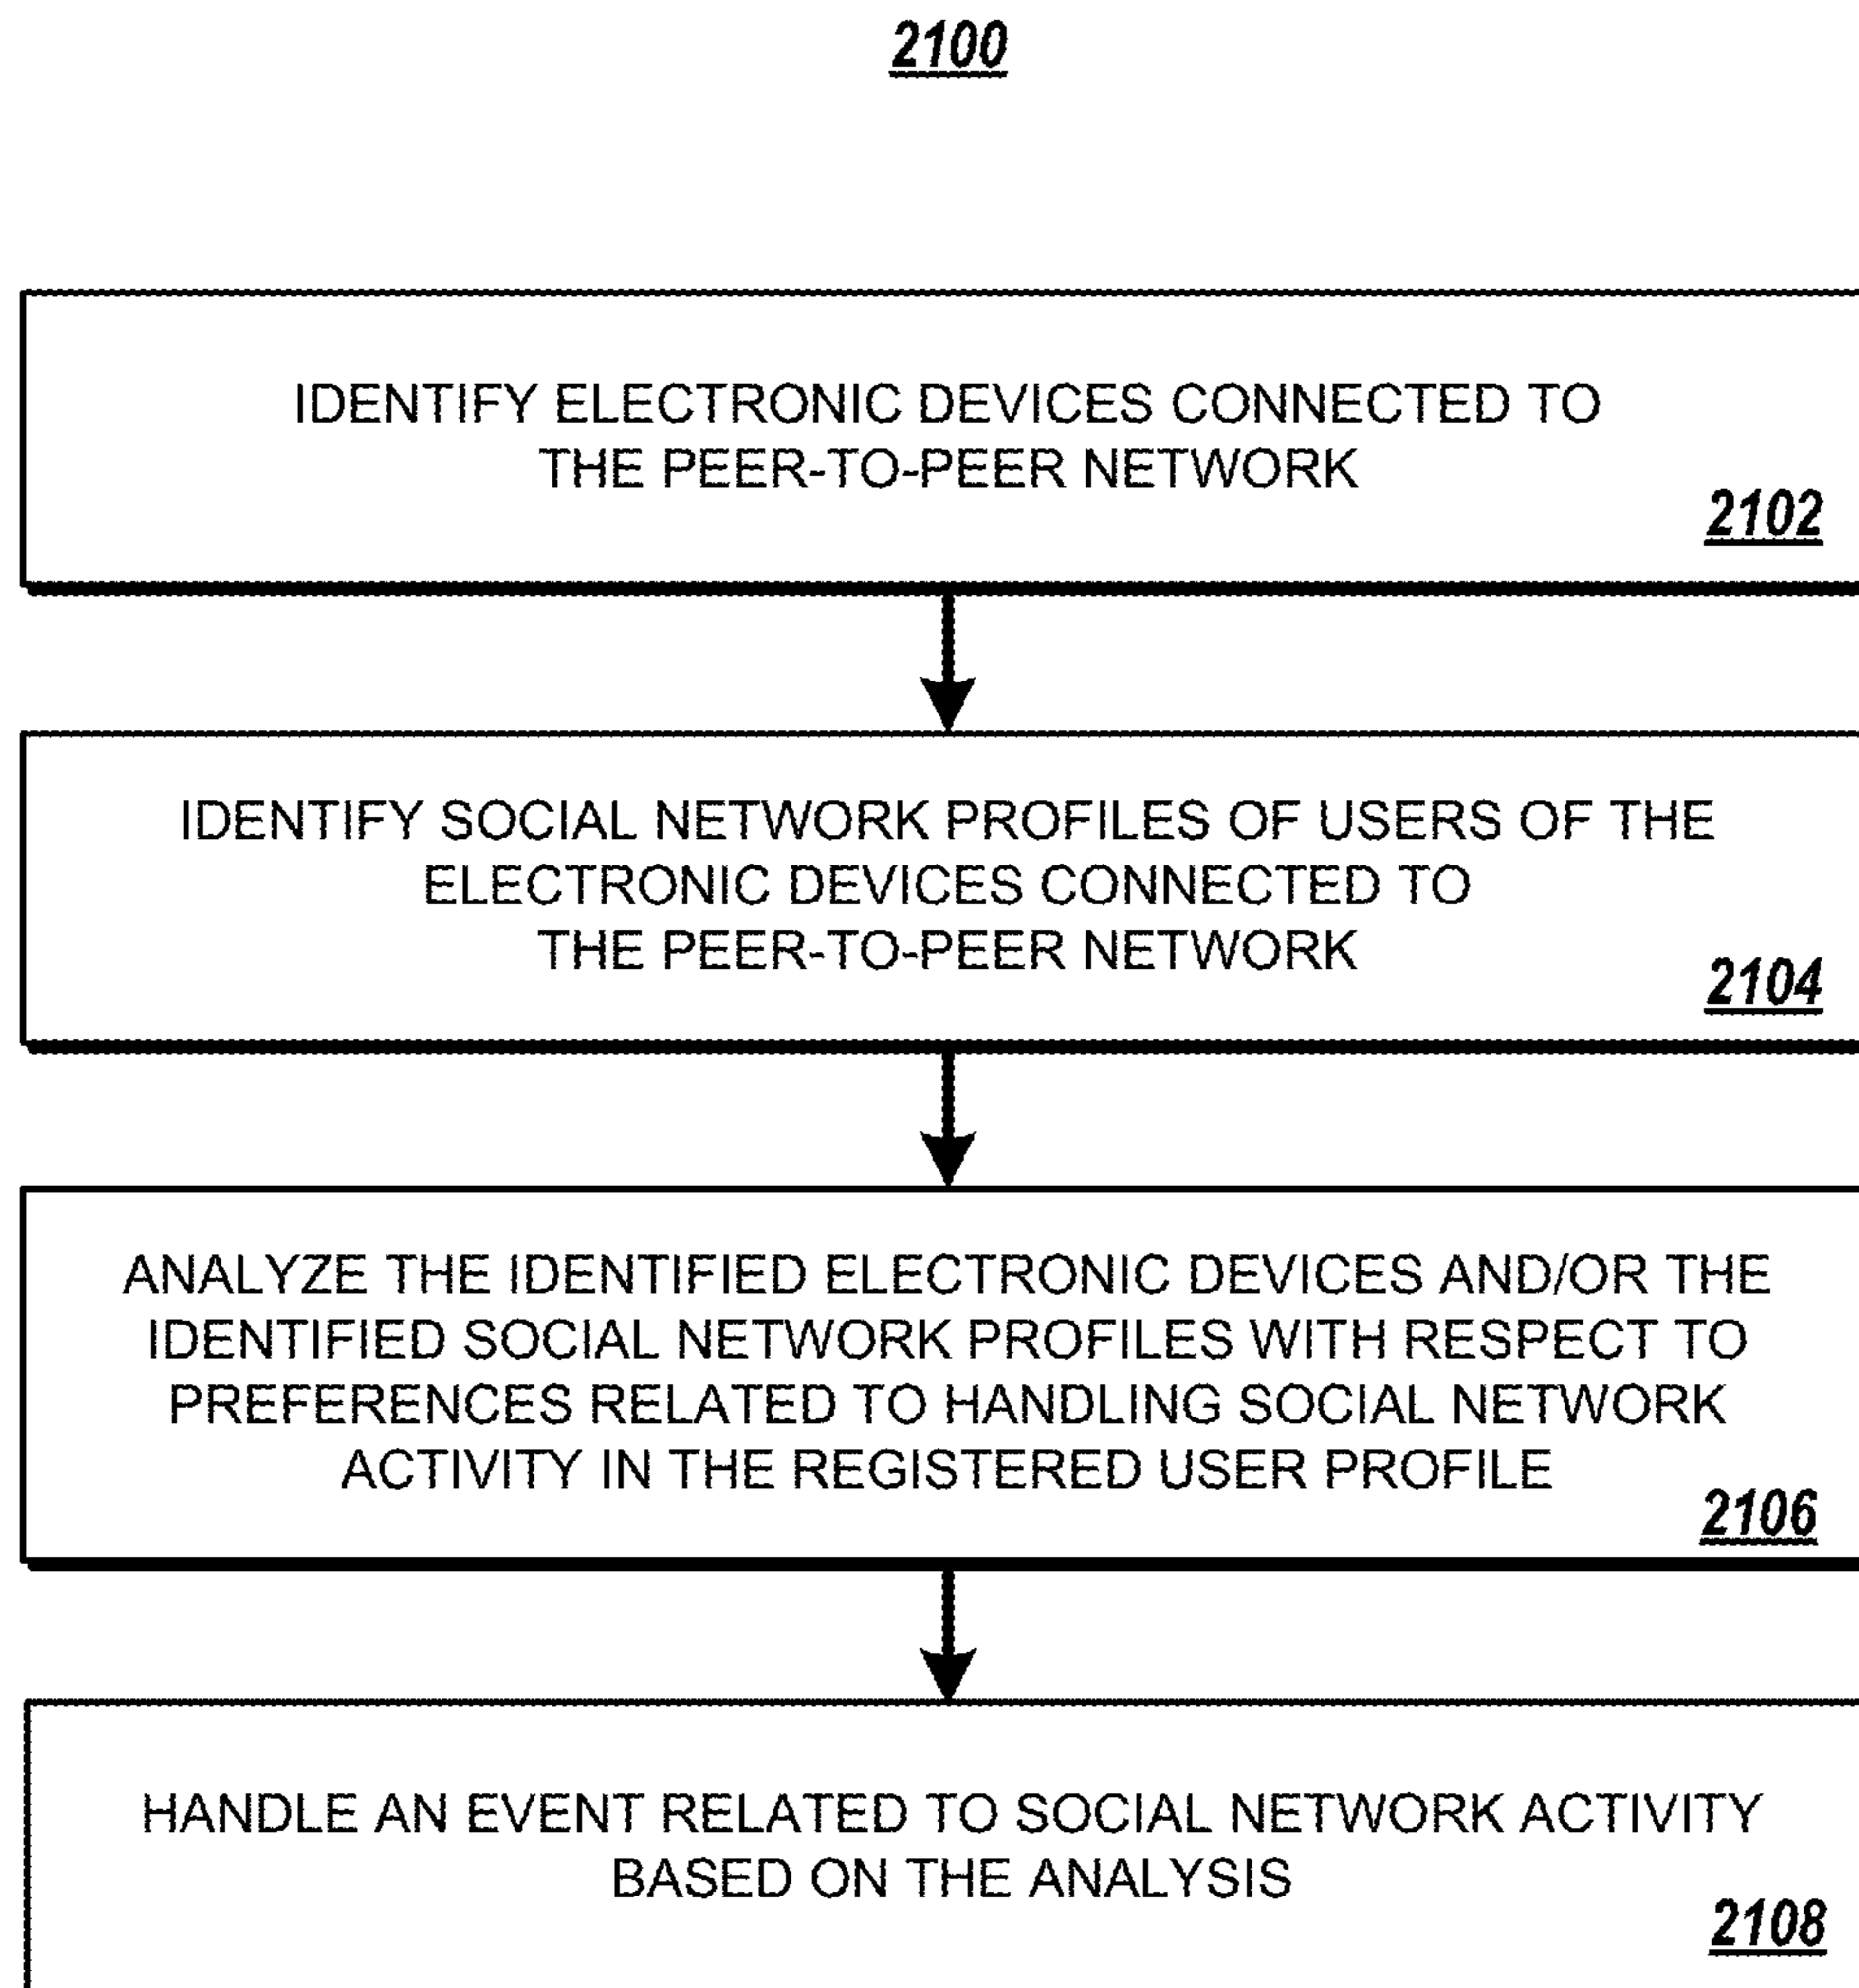 2100
IDENTIFY ELECTRONIC DEVICES CONNECTED TO
THE PEER-TO-PEER NETWORK
2102
IDENTIFY SOCIAL NETWORK PROFILES OF USERS OF THE
ELECTRONIC DEVICES CONNECTED TO
THE PEER-TO-PEER NETWORK
2104
ANALYZE THE IDENTIFIED ELECTRONIC DEVICES AND/OR THE
IDENTIFIED SOCIAL NETWORK PROFILES WITH RESPECT TO
PREFERENCES RELATED TO HANDLING SOCIAL NETWORK
ACTIVITY IN THE REGISTERED USER PROFILE
2106
HANDLE AN EVENT RELATED TO SOCIAL NETWORK ACTIVITY
BASED ON THE ANALYSIS
2108